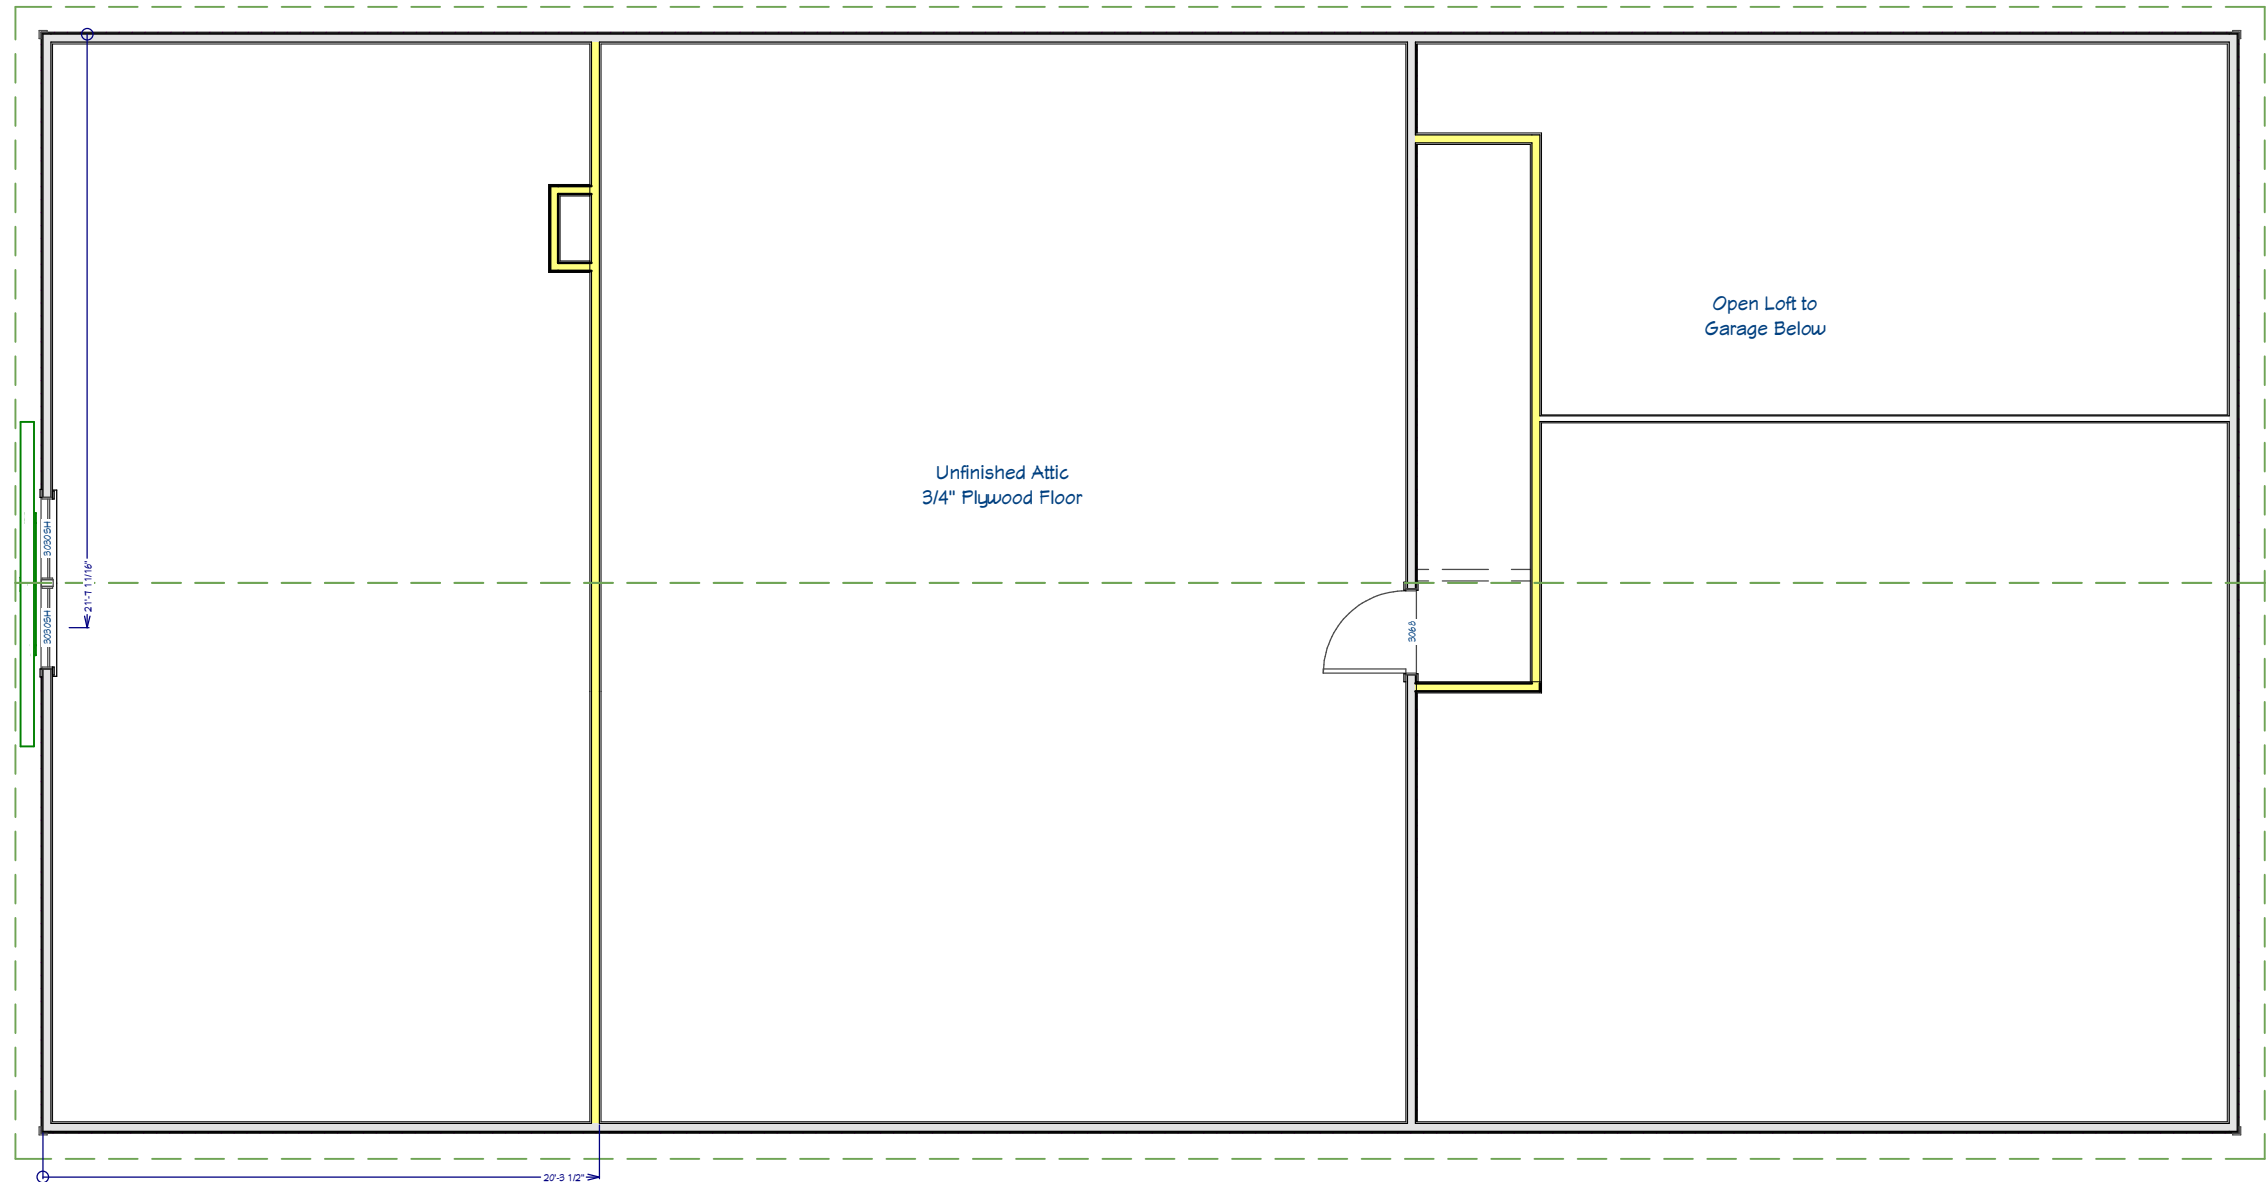 Open Loft to
Garage Below
Unfinished Attic
3/4" Plywood Floor
3030SH
3030SH
21'-7 11/16"
3068
20'-3 1/2"